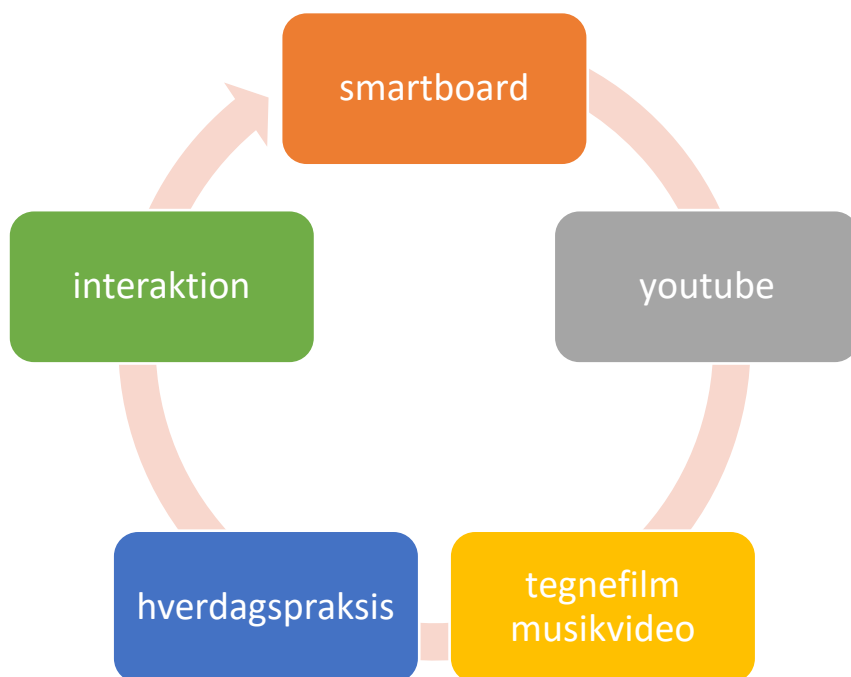 smartboard
youtube
tegnefilm
musikvideo
hverdagspraksis
interaktion